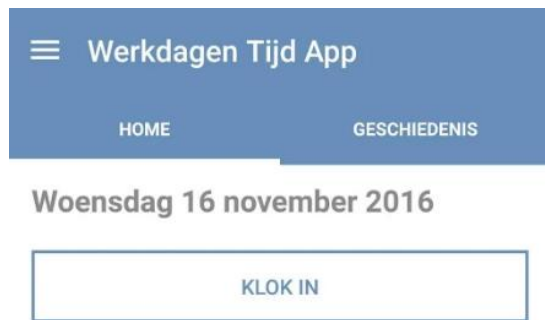 Werkdagen Tijd App
HOME
GESCHIEDENIS
Woensdag 16 november 2016
KLOK IN